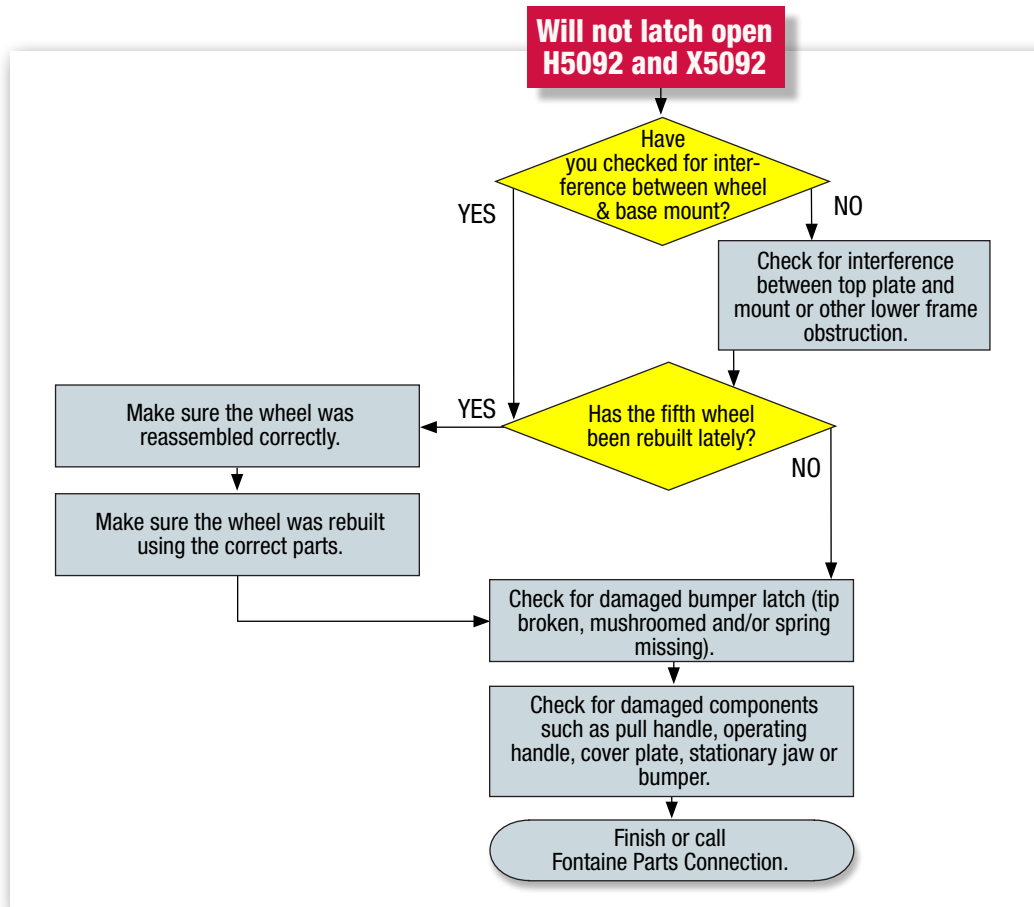 Will not latch open
H5092 and X5092
Have
you checked for inter-
ference between wheel
& base mount?
YES
NO
Check for interference
between top plate and
mount or other lower frame
obstruction.
Has the fifth wheel
been rebuilt lately?
YES
NO
Make sure the wheel was
reassembled correctly.
Make sure the wheel was rebuilt
using the correct parts.
Check for damaged bumper latch (tip
broken, mushroomed and/or spring
missing).
Check for damaged components
such as pull handle, operating
handle, cover plate, stationary jaw or
bumper.
Finish or call
Fontaine Parts Connection.